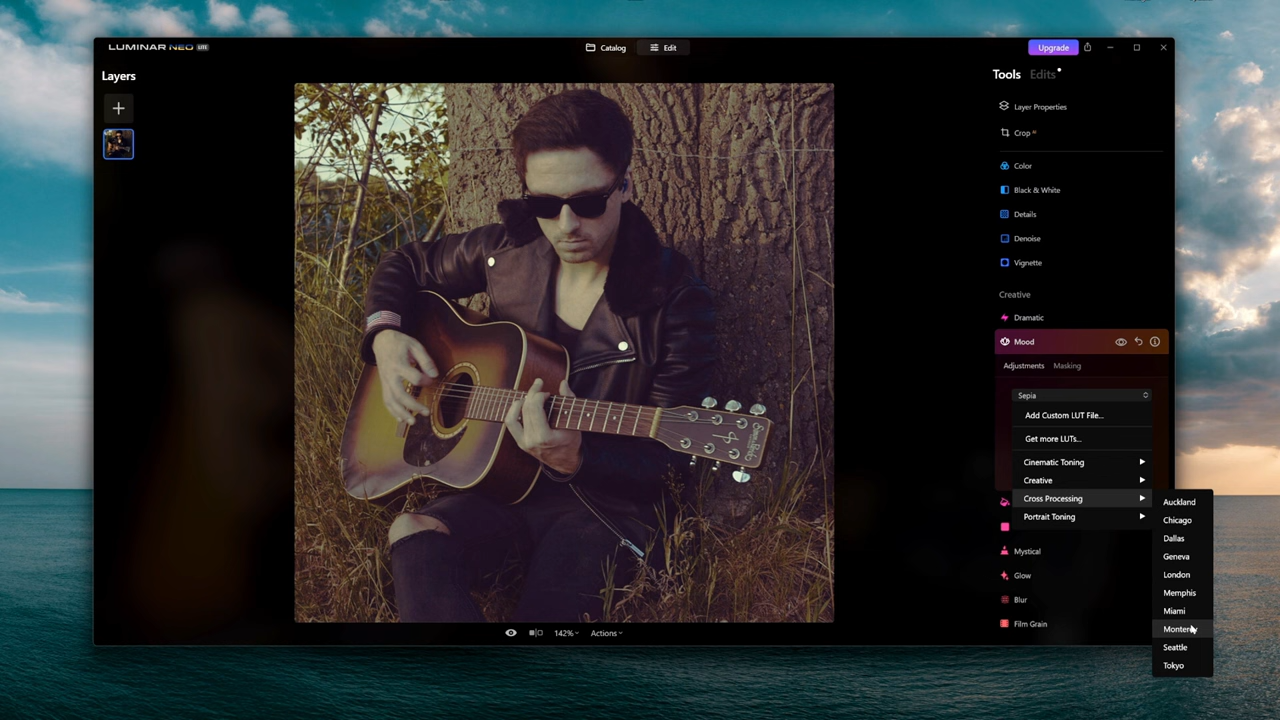 LUMINAR NEO LITE
Catalog
Edit
Upgrade
Layers
Tools
Edits
Layer Properties
Crop AI
Color
Black & White
Details
Denoise
Vignette
Creative
Dramatic
Mood
Adjustments
Masking
Sepia
Add Custom LUT File...
Get more LUTs...
Cinematic Toning
Creative
Cross Processing
Portrait Toning
Auckland
Chicago
Dallas
Geneva
London
Memphis
Miami
Seattle
Tokyo
Mystical
Glow
Blur
Film Grain
142%
Actions